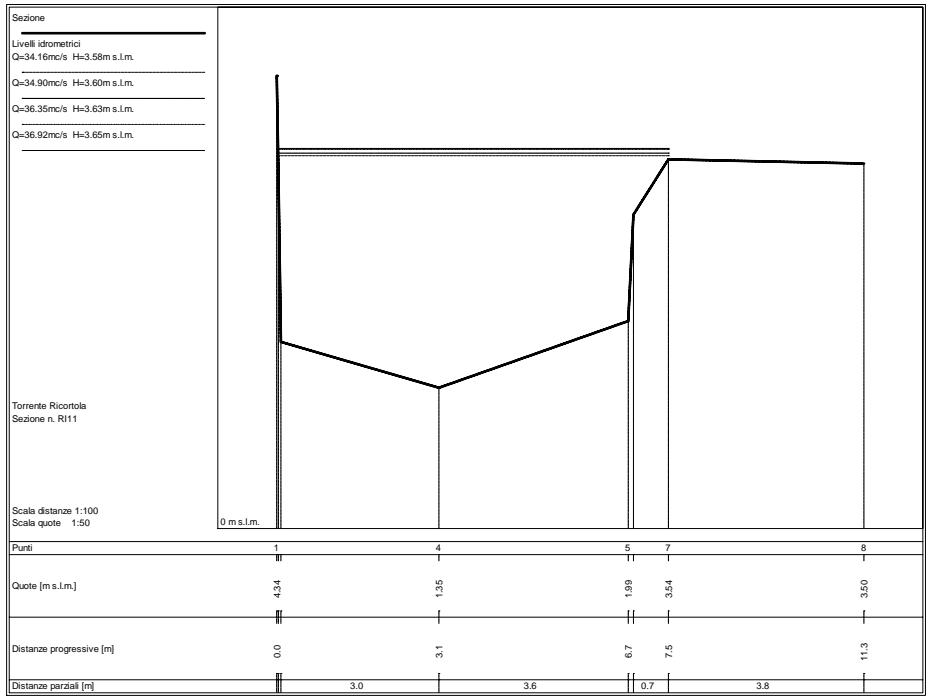 Sezione
Livelli idrometrici
Q=34.16mc/s H=3.58m s.l.m.
Q=34.90mc/s H=3.60m s.l.m.
Q=36.35mc/s H=3.63m s.l.m.
Q=36.92mc/s H=3.65m s.l.m.
Torrente Ricortola
Sezione n. RI11
Scala distanze 1:100
Scala quote 1:50
0 m s.l.m.
Punti 1 4 5 7 8
Quote [m s.l.m.] 4.34 1.35 1.99 3.54 3.50
Distanze progressive [m] 0.0 3.1 6.7 7.5 11.3
Distanze parziali [m] 3.0 3.6 0.7 3.8